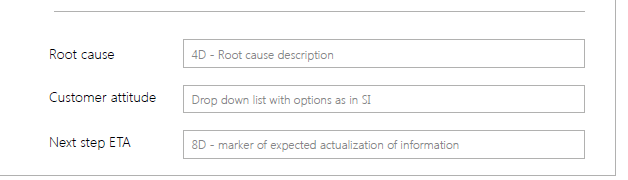 Root cause 4D - Root cause description
Customer attitude Drop down list with options as in SI
Next step ETA 8D - marker of expected actualization of information